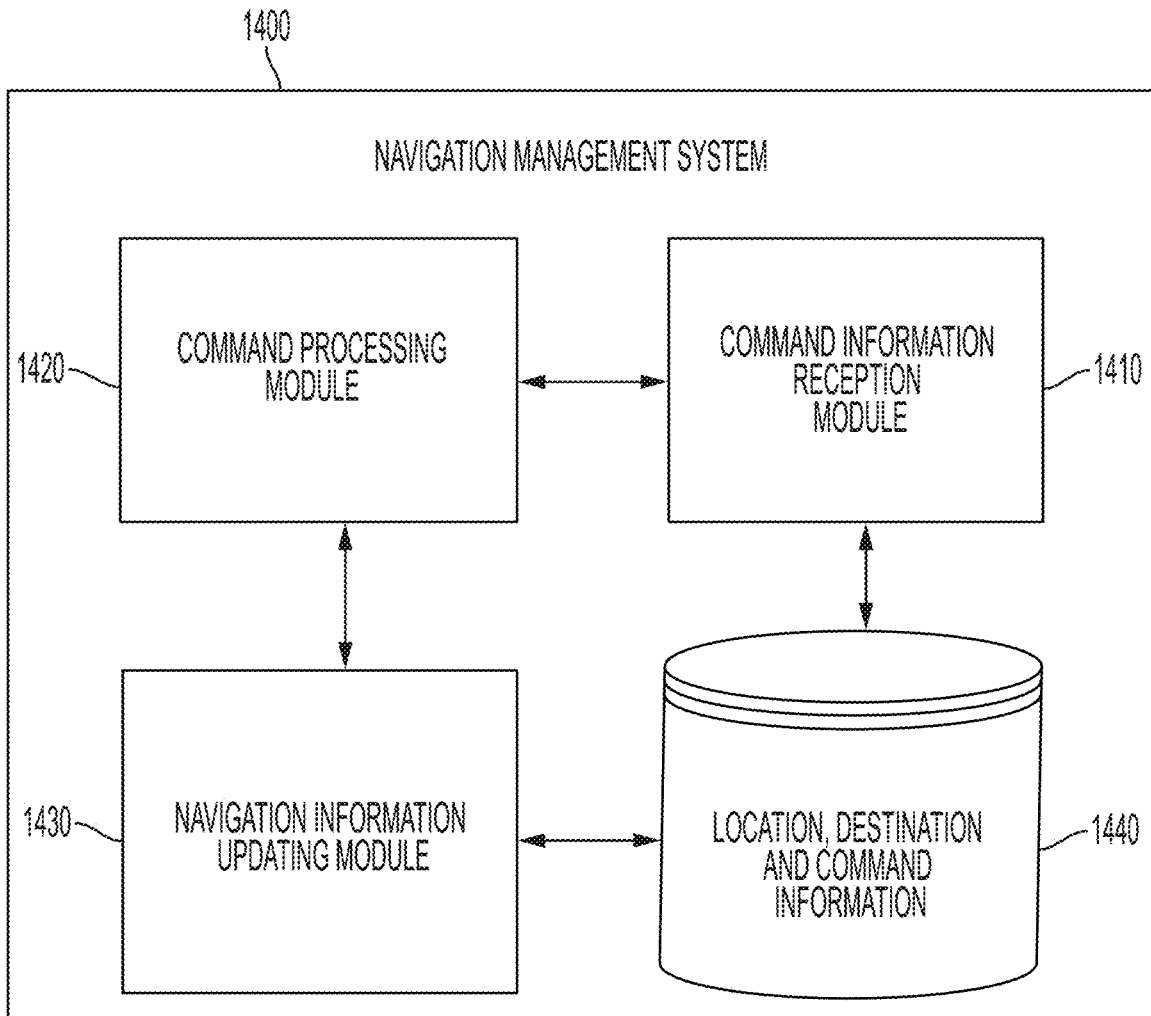 1400
NAVIGATION MANAGEMENT SYSTEM
1420
COMMAND PROCESSING
MODULE
COMMAND INFORMATION
RECEPTION
MODULE
1410
1430
NAVIGATION INFORMATION
UPDATING MODULE
LOCATION, DESTINATION
AND COMMAND
INFORMATION
1440